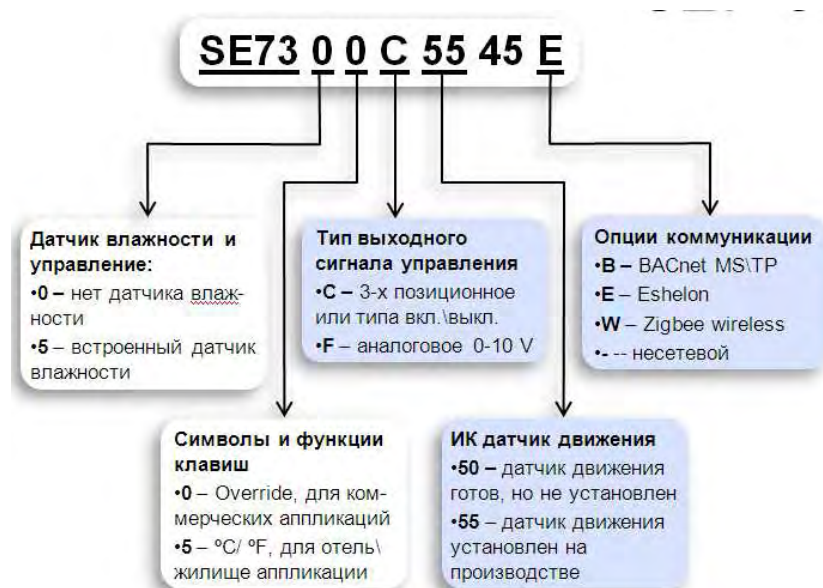 SE73 0 0 C 55 45 E
Датчик влажности и
управление:
•0 – нет датчика влаж-
ности
•5 – встроенный датчик
влажности
Тип выходного
сигнала управления
•C – 3-х позиционное
или типа вкл.\выкл.
•F – аналоговое 0-10 V
Опции коммуникации
•B – BACnet MS\TP
•E – Eshelon
•W – Zigbee wireless
•- -- несетевой
Символы и функции
клавиш
•0 – Override, для ком-
мерческих аппликаций
•5 – ºC/ ºF, для отель\
жилище аппликации
ИК датчик движения
•50 – датчик движения
готов, но не установлен
•55 – датчик движения
установлен на
производстве